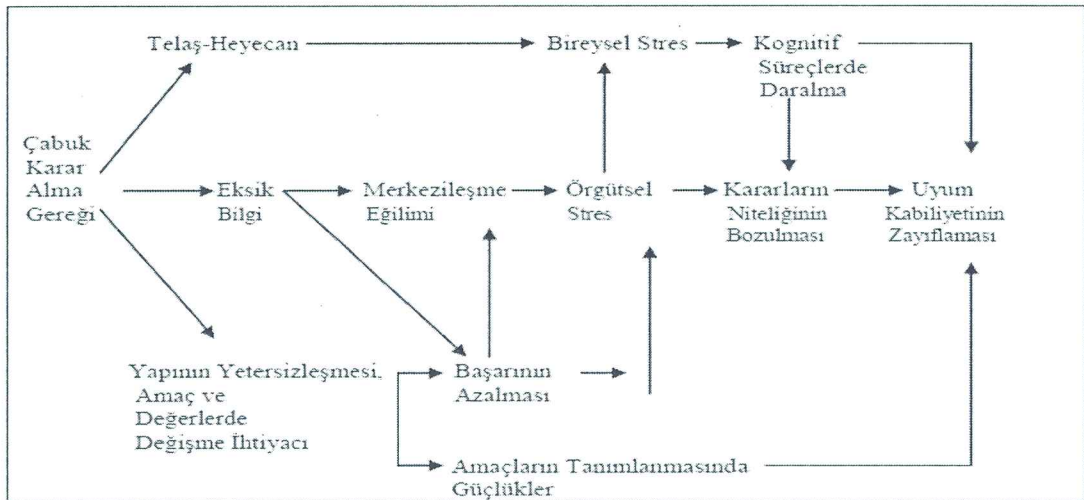 Telaş-Heyecan
Bireysel Stres
Kognitif
Süreçlerde
Daralma
Çabuk
Karar
Alma
Gereği
Eksik
Bilgi
Merkezileşme
Eğilimi
Örgütsel
Stres
Kararların
Niteliğinin
Bozulması
Uyum
Kabiliyetinin
Zayıflaması
Yapının Yetersizleşmesi,
Amaç ve
Değerlerde
Değişme İhtiyacı
Başarının
Azalması
Amaçların Tanımlanmasında
Güçlükler